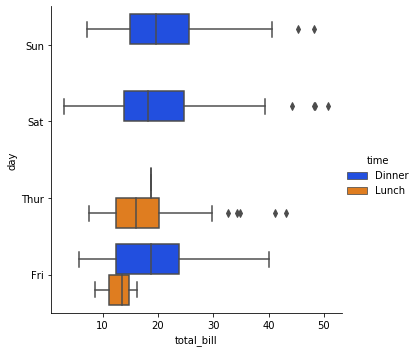 Sun
Sat
Thur
Fri
day
10 20 30 40 50
total_bill
time
Dinner
Lunch